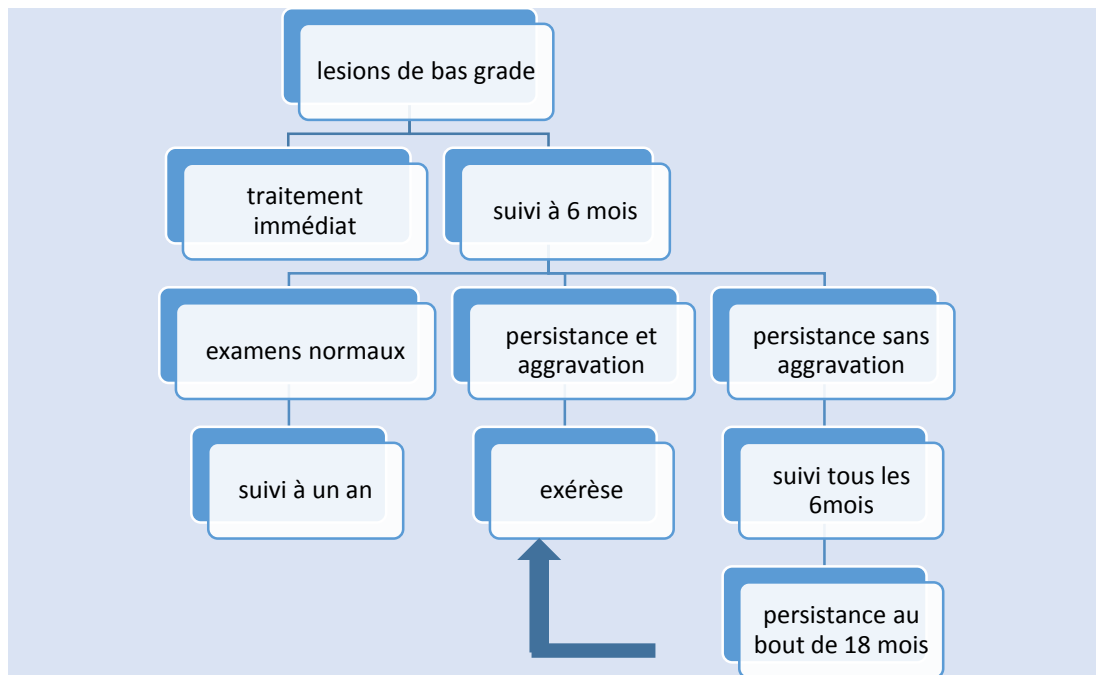 lesions de bas grade
traitement
immédiat
suivi à 6 mois
examens normaux
persistance et
aggravation
persistance sans
aggravation
suivi à un an
exérèse
suivi tous les
6mois
persistance au
bout de 18 mois